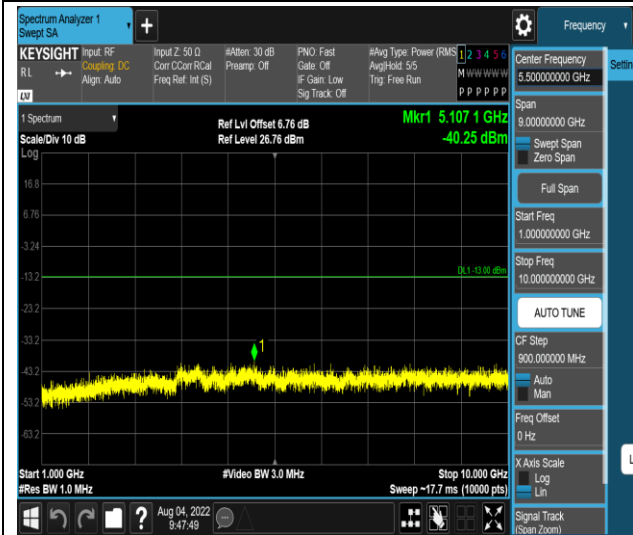 Spectrum Analyzer 1
Swept SA
+
Frequency
KEYSIGHT
RL
Input: RF
Coupling: DC
Align: Auto
Input Z: 50 Ω
Corr CCorr RCal
Freq Ref: Int (S)
#Atten: 30 dB
Preamp: Off
PNO: Fast
Gate: Off
IF Gain: Low
Sig Track: Off
#Avg Type: Power (RMS
Avg|Hold: 5/5
Trig: Free Run
1 2 3 4 5 6
M W W W W W
P P P P P P
LXI
1 Spectrum
Scale/Div 10 dB
Log
Ref Lvl Offset 6.76 dB
Ref Level 26.76 dBm
Mkr1 5.107 1 GHz
-40.25 dBm
16.8
6.76
-3.24
-13.2
-23.2
-33.2
-43.2
-53.2
-63.2
DL1 -13.00 dBm
1
Start 1.000 GHz
#Res BW 1.0 MHz
#Video BW 3.0 MHz
Stop 10.000 GHz
Sweep ~17.7 ms (10000 pts)
?
Aug 04, 2022
9:47:49
Center Frequency
5.500000000 GHz
Settin
Span
9.00000000 GHz
Swept Span
Zero Span
Full Span
Start Freq
1.000000000 GHz
Stop Freq
10.000000000 GHz
AUTO TUNE
CF Step
900.000000 MHz
Auto
Man
Freq Offset
0 Hz
X Axis Scale
Log
Lin
L
Signal Track
(Span Zoom)